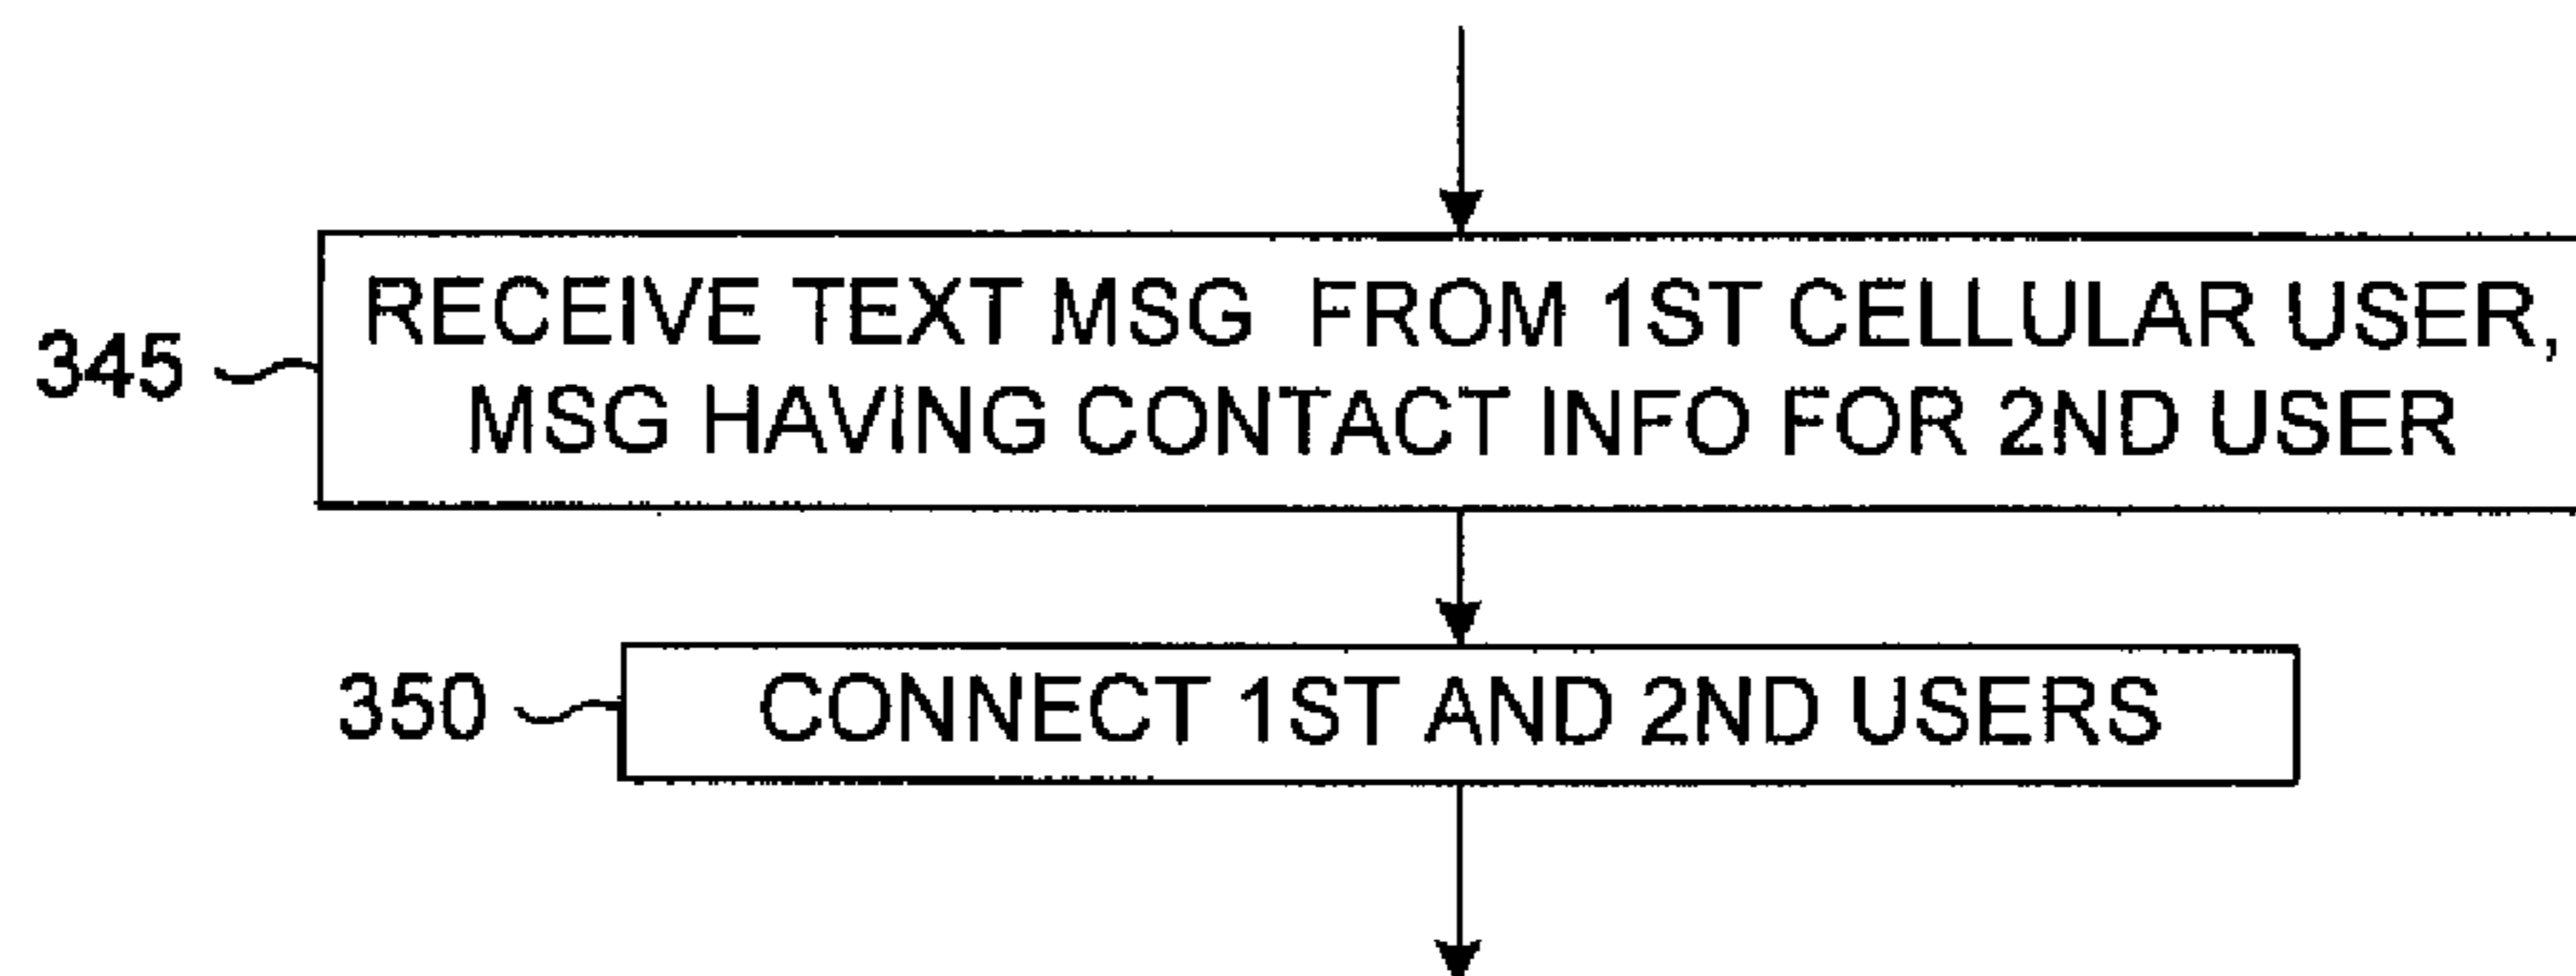 345
RECEIVE TEXT MSG FROM 1ST CELLULAR USER,
MSG HAVING CONTACT INFO FOR 2ND USER
350
CONNECT 1ST AND 2ND USERS